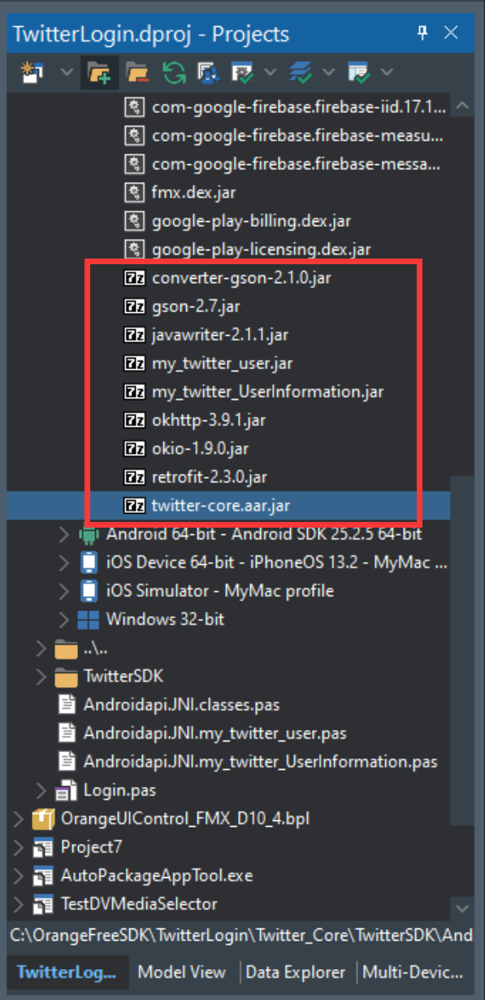 TwitterLogin.dproj - Projects
com-google-firebase.firebase-iid.17.1...
com-google-firebase.firebase-measu...
com-google-firebase.firebase-messa...
fmx.dex.jar
google-play-billing.dex.jar
google-play-licensing.dex.jar
converter-gson-2.1.0.jar
gson-2.7.jar
javawriter-2.1.1.jar
my_twitter_user.jar
my_twitter_UserInformation.jar
okhttp-3.9.1.jar
okio-1.9.0.jar
retrofit-2.3.0.jar
twitter-core.aar.jar
Android 64-bit - Android SDK 25.2.5 64-bit
iOS Device 64-bit - iPhoneOS 13.2 - MyMac ...
iOS Simulator - MyMac profile
Windows 32-bit
..\..
TwitterSDK
Androidapi.JNI.classes.pas
Androidapi.JNI.my_twitter_user.pas
Androidapi.JNI.my_twitter_UserInformation.pas
Login.pas
OrangeUIControl_FMX_D10_4.bpl
Project7
AutoPackageAppTool.exe
TestDVMediaSelector
C:\OrangeFreeSDK\TwitterLogin\Twitter_Core\TwitterSDK\And
TwitterLog... Model View Data Explorer Multi-Devic...